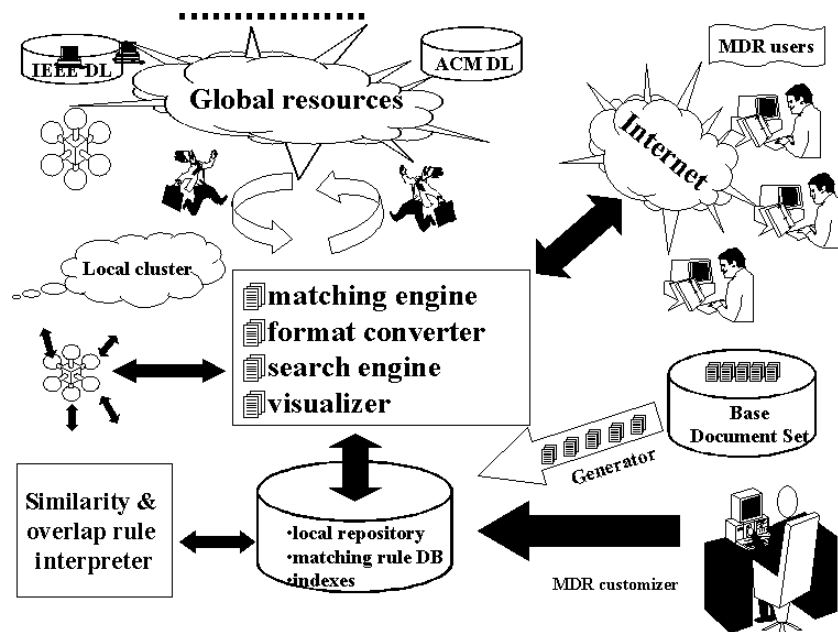 IEEE DL
ACM DL
MDR users
Global resources
Internet
Local cluster
matching engine
format converter
search engine
visualizer
Base
Document Set
Generator
Similarity &
overlap rule
interpreter
•local repository
•matching rule DB
•indexes
MDR customizer